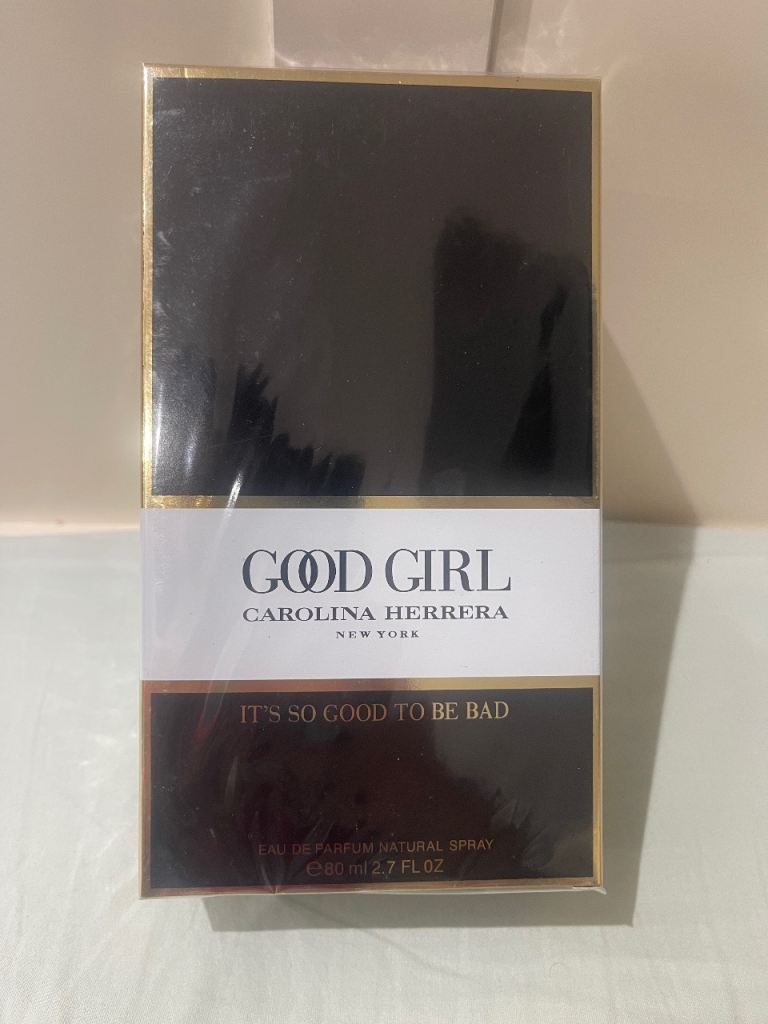 GOOD GIRL
CAROLINA HERRERA
NEW YORK
IT'S SO GOOD TO BE BAD
EAU DE PARFUM NATURAL SPRAY
℮80 ml 2.7 FL OZ